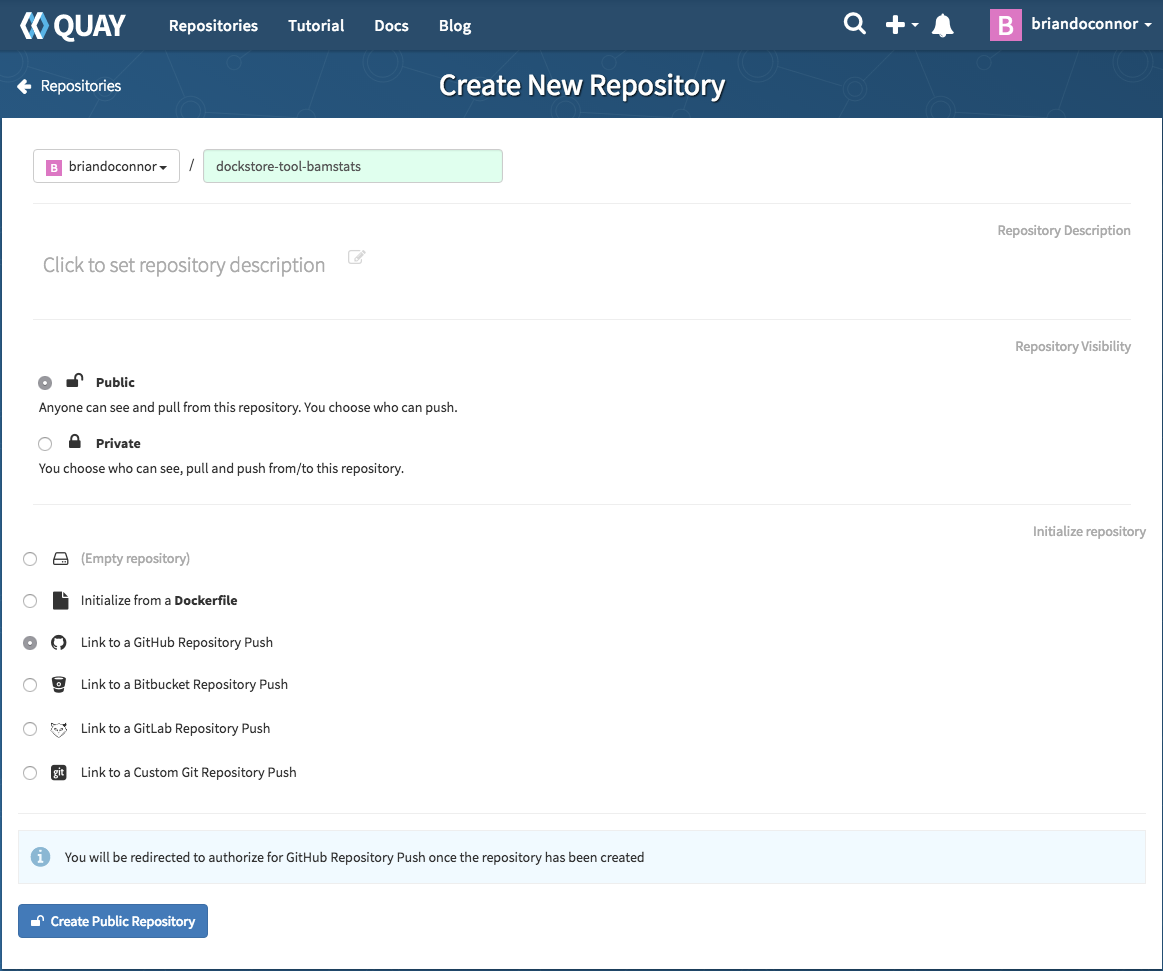 QUAY Repositories Tutorial Docs Blog B briandoconnor
Repositories Create New Repository
B briandoconnor / dockstore-tool-bamstats
Repository Description
Click to set repository description
Repository Visibility
Public
Anyone can see and pull from this repository. You choose who can push.
Private
You choose who can see, pull and push from/to this repository.
Initialize repository
(Empty repository)
Initialize from a Dockerfile
Link to a GitHub Repository Push
Link to a Bitbucket Repository Push
Link to a GitLab Repository Push
git Link to a Custom Git Repository Push
i You will be redirected to authorize for GitHub Repository Push once the repository has been created
Create Public Repository